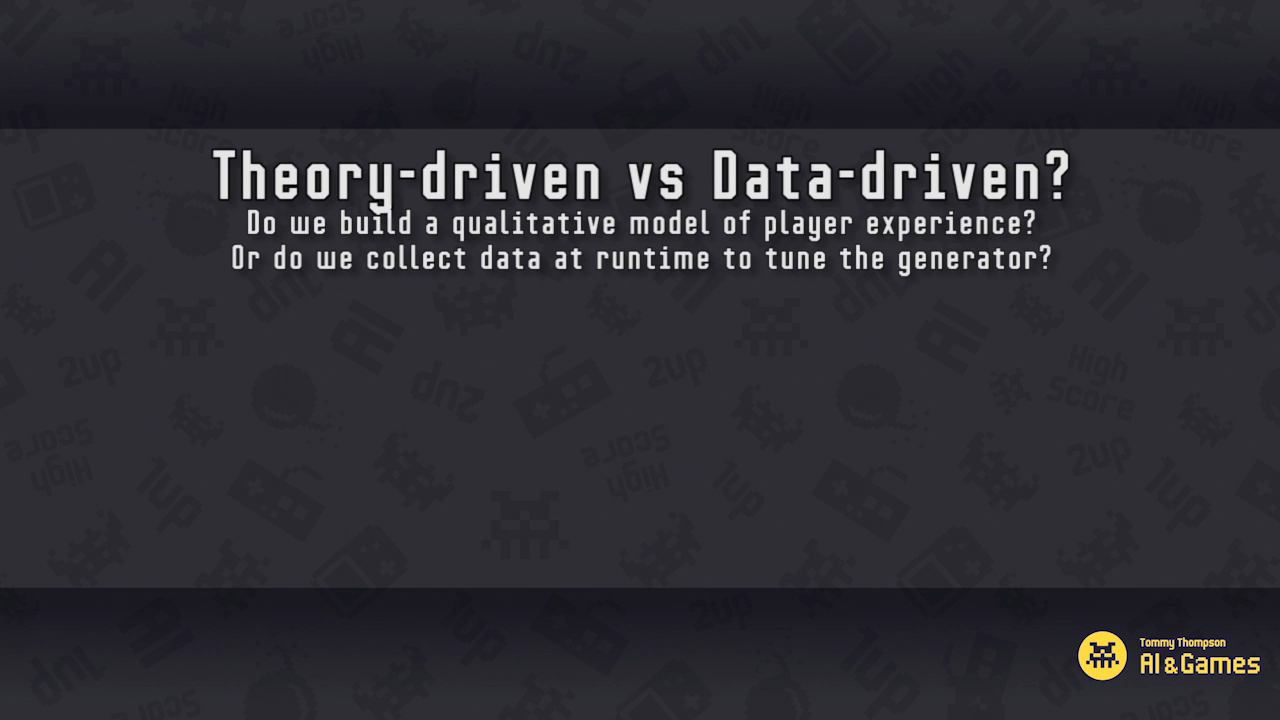 Theory-driven vs Data-driven?
Do we build a qualitative model of player experience?
Or do we collect data at runtime to tune the generator?
Tommy Thompson
AI & Games